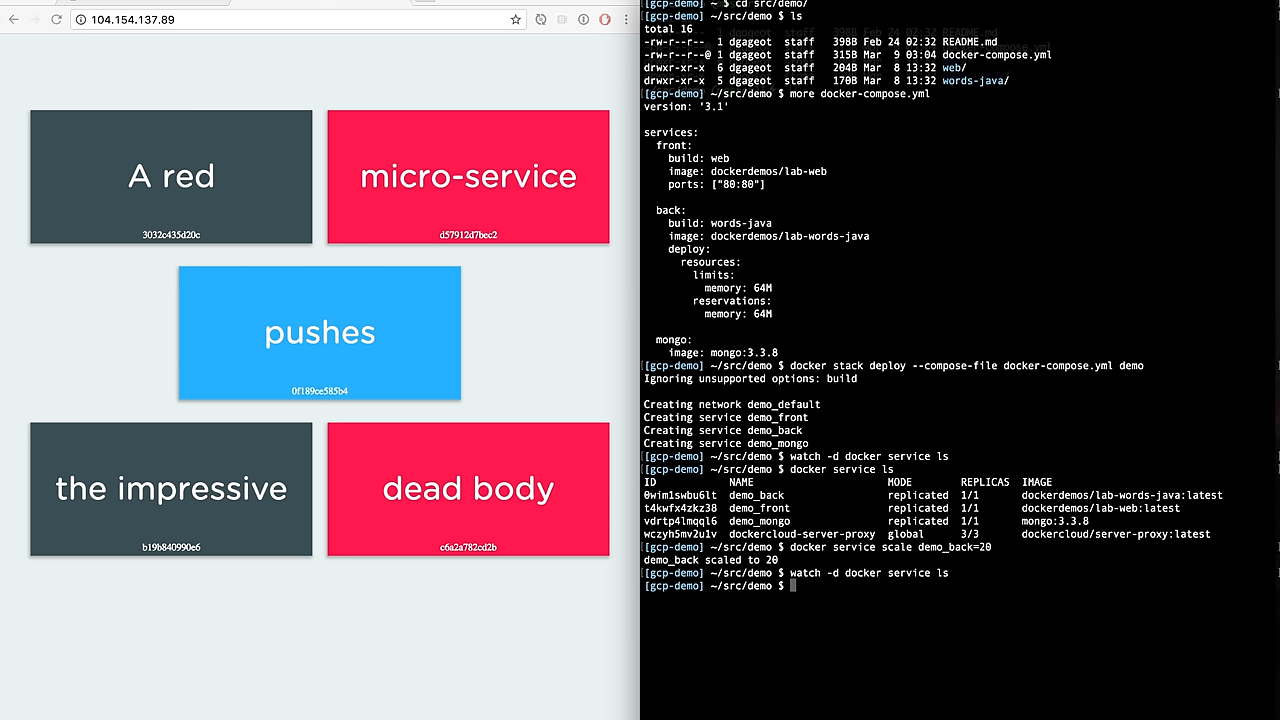 104.154.137.89
A red
3032c435d20c
micro-service
d57912d7bec2
pushes
0f189ce585b4
the impressive
b19b840990e6
dead body
c6a2a782cd2b
[gcp-demo] ~ $ cd src/demo/
[gcp-demo] ~/src/demo $ ls
total 16
-rw-r--r-- 1 dgageot staff 398B Feb 24 02:32 README.md
-rw-r--r--@ 1 dgageot staff 315B Mar 9 03:04 docker-compose.yml
drwxr-xr-x 6 dgageot staff 204B Mar 8 13:32 web/
drwxr-xr-x 5 dgageot staff 170B Mar 8 13:32 words-java/
[gcp-demo] ~/src/demo $ more docker-compose.yml
version: '3.1'
services:
front:
build: web
image: dockerdemos/lab-web
ports: ["80:80"]
back:
build: words-java
image: dockerdemos/lab-words-java
deploy:
resources:
limits:
memory: 64M
reservations:
memory: 64M
mongo:
image: mongo:3.3.8
[gcp-demo] ~/src/demo $ docker stack deploy --compose-file docker-compose.yml demo
Ignoring unsupported options: build
Creating network demo_default
Creating service demo_front
Creating service demo_back
Creating service demo_mongo
[gcp-demo] ~/src/demo $ watch -d docker service ls
[gcp-demo] ~/src/demo $ docker service ls
ID NAME MODE REPLICAS IMAGE
0wim1swbu6lt demo_back replicated 1/1 dockerdemos/lab-words-java:latest
t4kwfx4zkz38 demo_front replicated 1/1 dockerdemos/lab-web:latest
vdrtp4lmqql6 demo_mongo replicated 1/1 mongo:3.3.8
wczyh5mv2u1v dockercloud-server-proxy global 3/3 dockercloud/server-proxy:latest
[gcp-demo] ~/src/demo $ docker service scale demo_back=20
demo_back scaled to 20
[gcp-demo] ~/src/demo $ watch -d docker service ls
[gcp-demo] ~/src/demo $